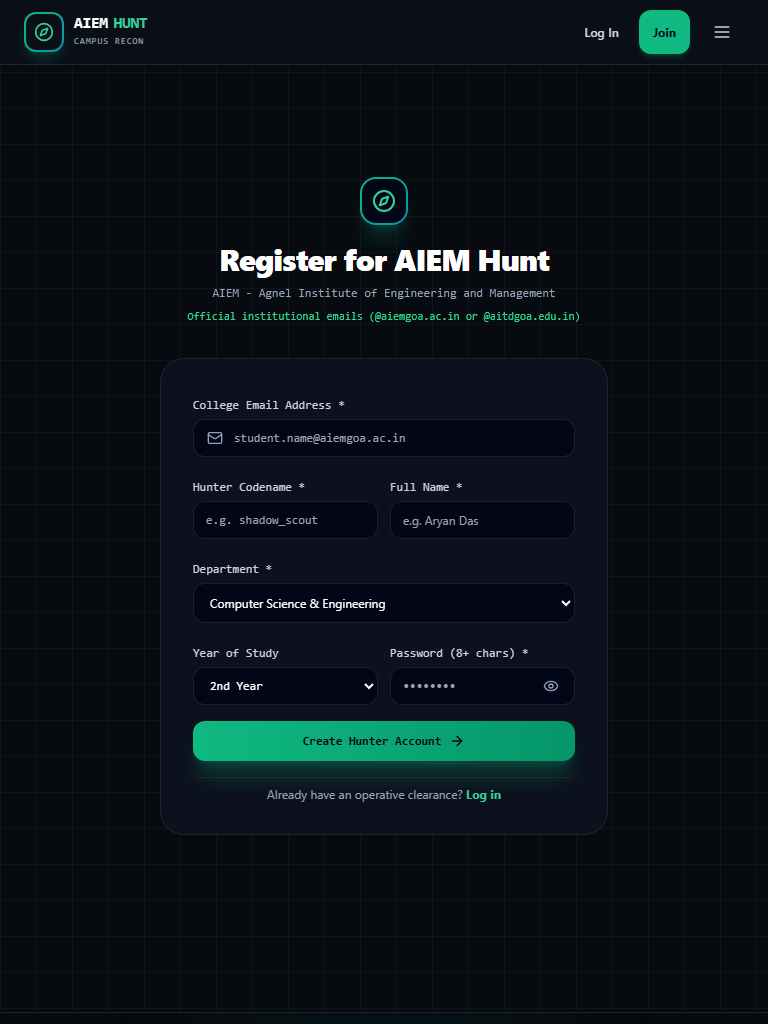 AIEM HUNT
CAMPUS RECON
Log In
Join
Register for AIEM Hunt
AIEM - Agnel Institute of Engineering and Management
Official institutional emails (@aiemgoa.ac.in or @aitdgoa.edu.in)
College Email Address *
student.name@aiemgoa.ac.in
Hunter Codename *
Full Name *
e.g. shadow_scout
e.g. Aryan Das
Department *
Computer Science & Engineering
Year of Study
Password (8+ chars) *
2nd Year
••••••••
Create Hunter Account →
Already have an operative clearance? Log in